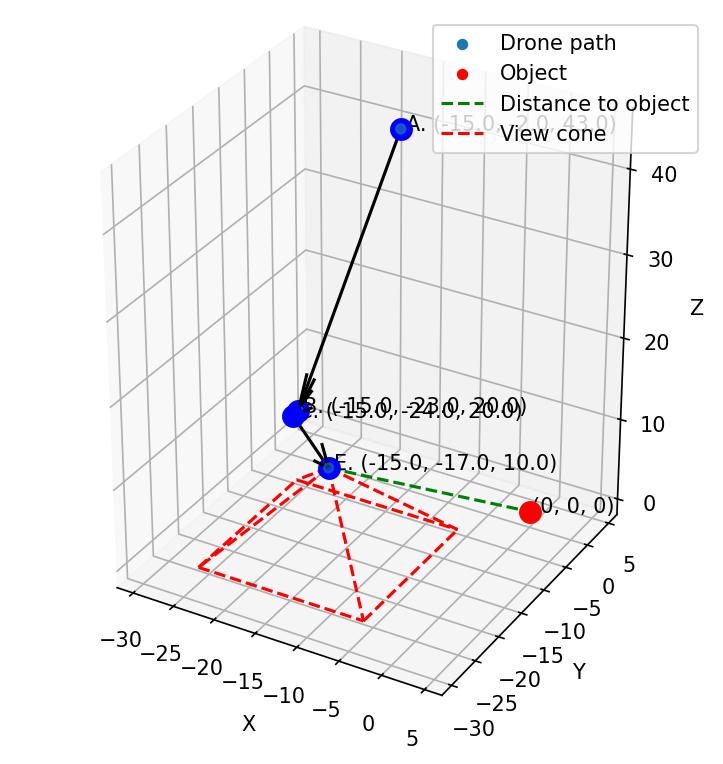 Drone path
Object
Distance to object
View cone
A. (-15.0, -2.0, 43.0)
B. (-15.0, -23.0, 20.0)
(-15.0, -24.0, 20.0)
E. (-15.0, -17.0, 10.0)
(0, 0, 0)
40
30
Z
20
10
0
5
0
−5
−10
−15
Y
−20
−25
−30
−30
−25
−20
−15
−10
−5
0
5
X